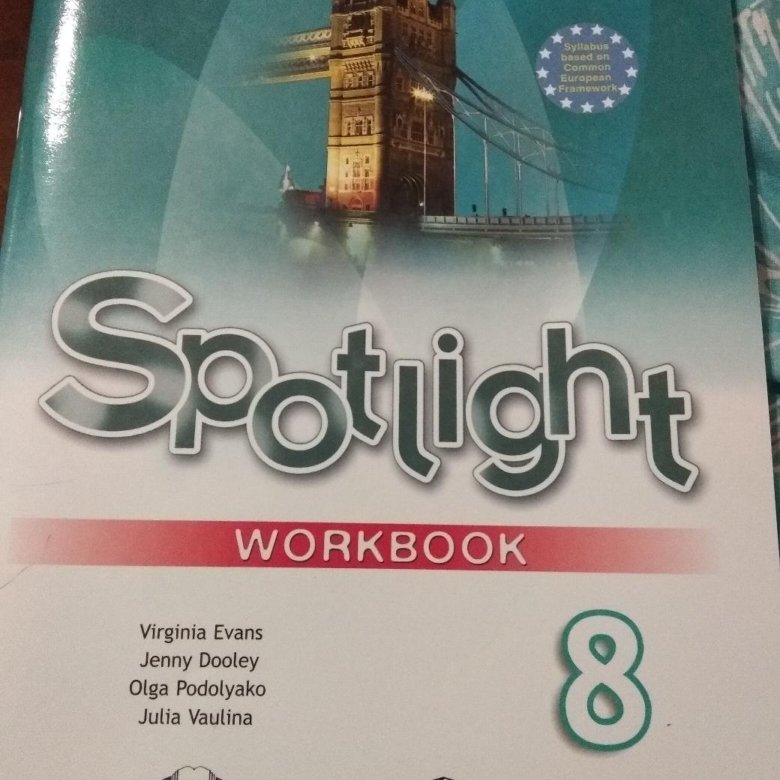 Syllabus
based on
Common
European
Framework
Spotlight
WORKBOOK
Virginia Evans
Jenny Dooley
Olga Podolyako
Julia Vaulina
8